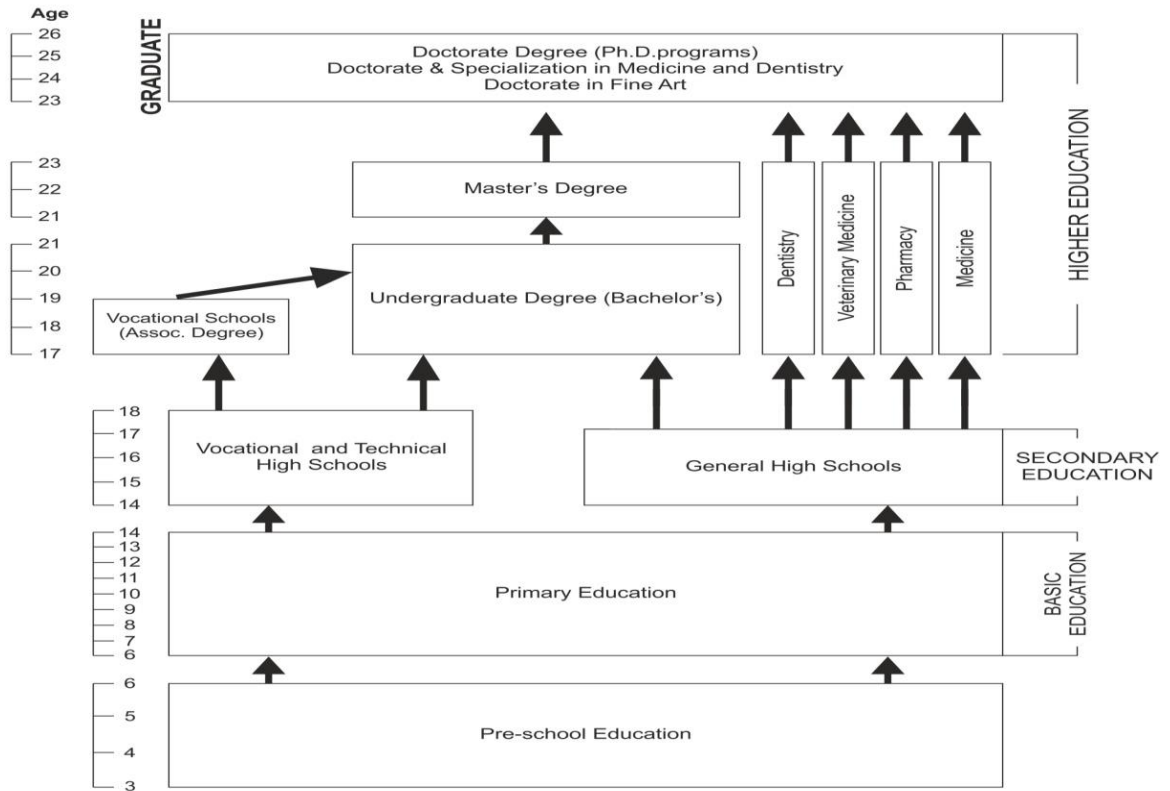 Age
26
25
24
23
GRADUATE
Doctorate Degree (Ph.D.programs)
Doctorate & Specialization in Medicine and Dentistry
Doctorate in Fine Art
HIGHER EDUCATION
23
22
21
Master's Degree
21
20
19
18
17
Undergraduate Degree (Bachelor's)
Vocational Schools
(Assoc. Degree)
Dentistry
Veterinary Medicine
Pharmacy
Medicine
18
17
16
15
14
Vocational and Technical
High Schools
General High Schools
SECONDARY
EDUCATION
14
13
12
11
10
9
8
7
6
Primary Education
BASIC
EDUCATION
6
5
4
3
Pre-school Education